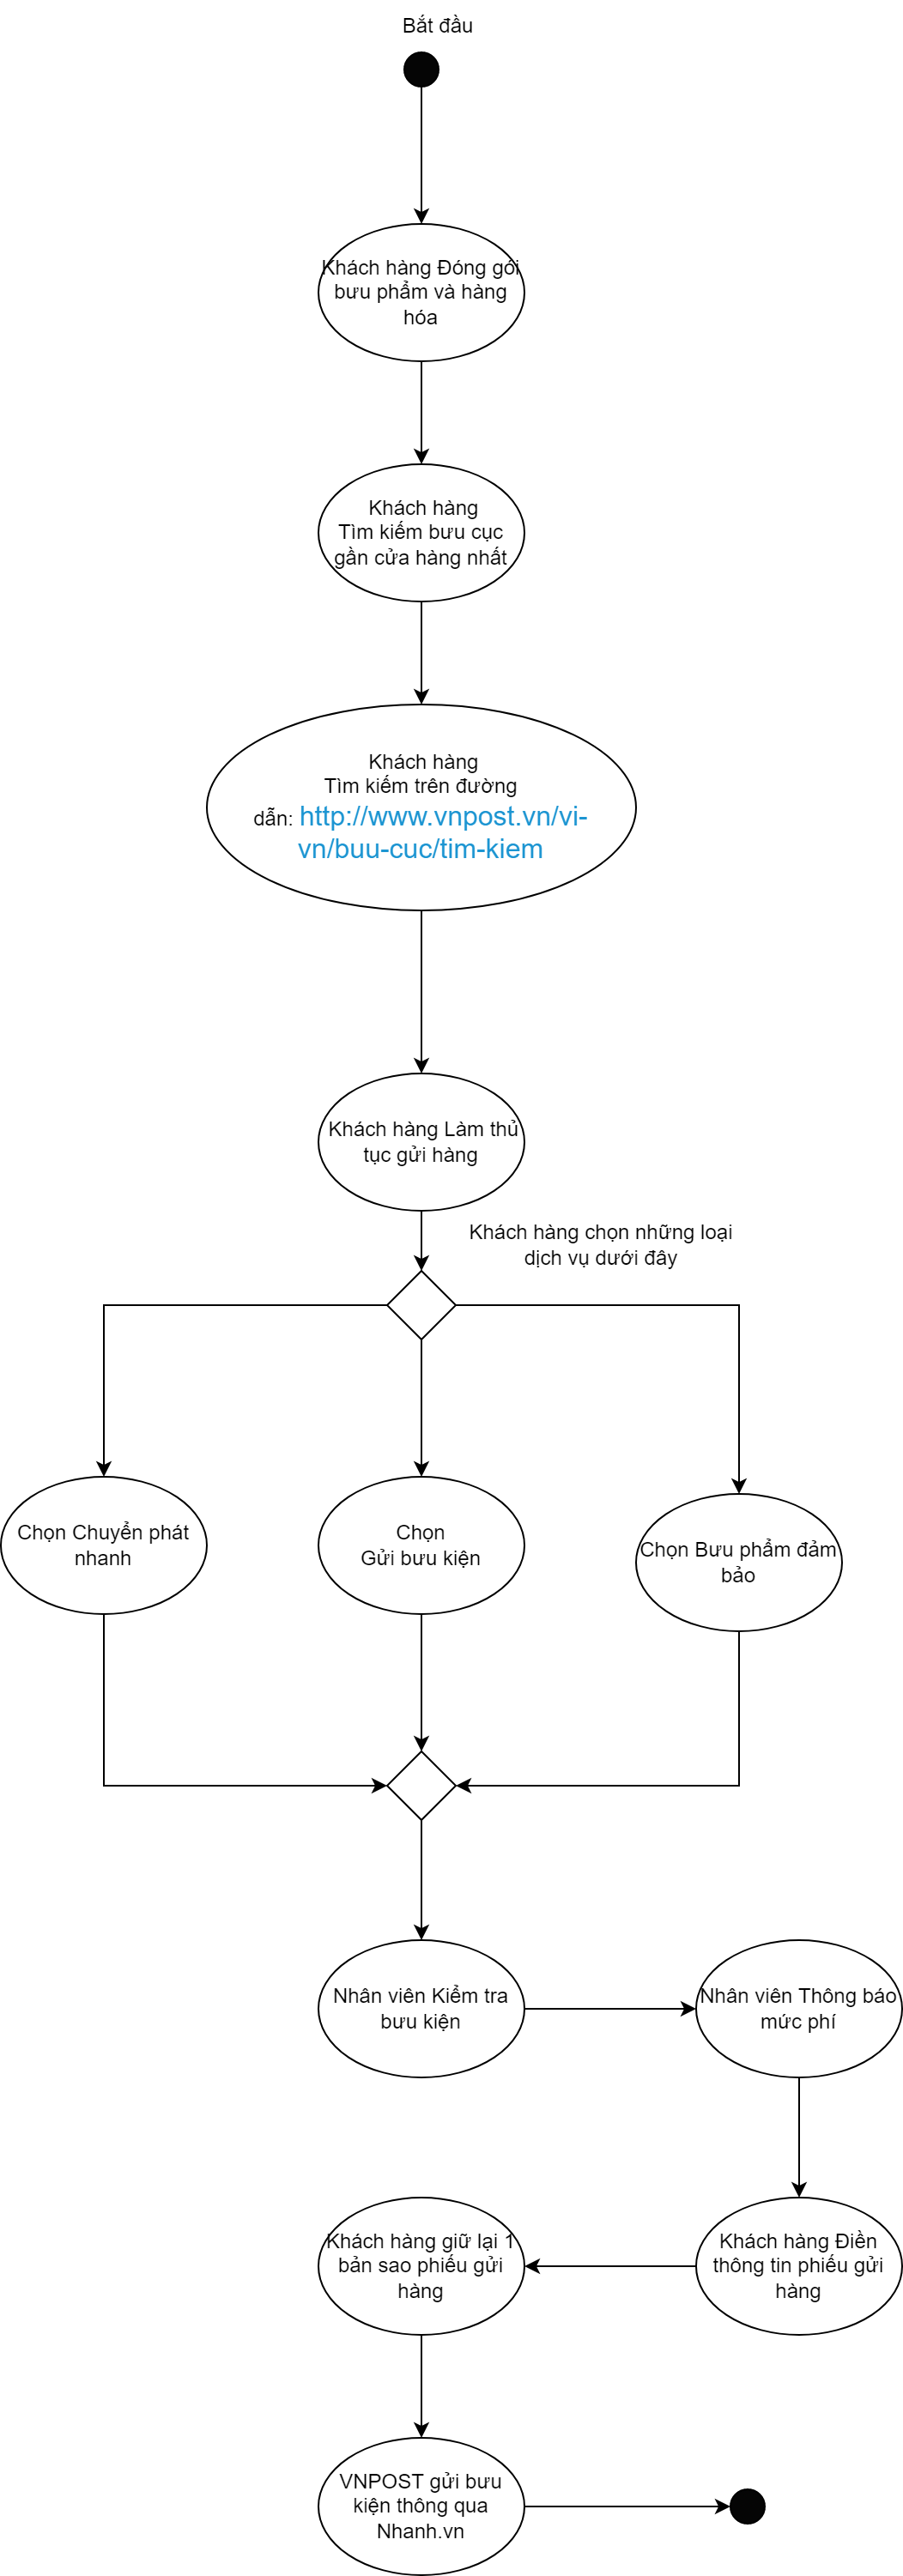 Bắt đầu
Khách hàng Đóng gói
bưu phẩm và hàng
hóa
Khách hàng
Tìm kiếm bưu cục
gần cửa hàng nhất
Khách hàng
Tìm kiếm trên đường
dẫn: http://www.vnpost.vn/vi-
vn/buu-cuc/tim-kiem
Khách hàng Làm thủ
tục gửi hàng
Khách hàng chọn những loại
dịch vụ dưới đây
Chọn Chuyển phát
nhanh
Chọn
Gửi bưu kiện
Chọn Bưu phẩm đảm
bảo
Nhân viên Kiểm tra
bưu kiện
Nhân viên Thông báo
mức phí
Khách hàng giữ lại 1
bản sao phiếu gửi
hàng
Khách hàng Điền
thông tin phiếu gửi
hàng
VNPOST gửi bưu
kiện thông qua
Nhanh.vn